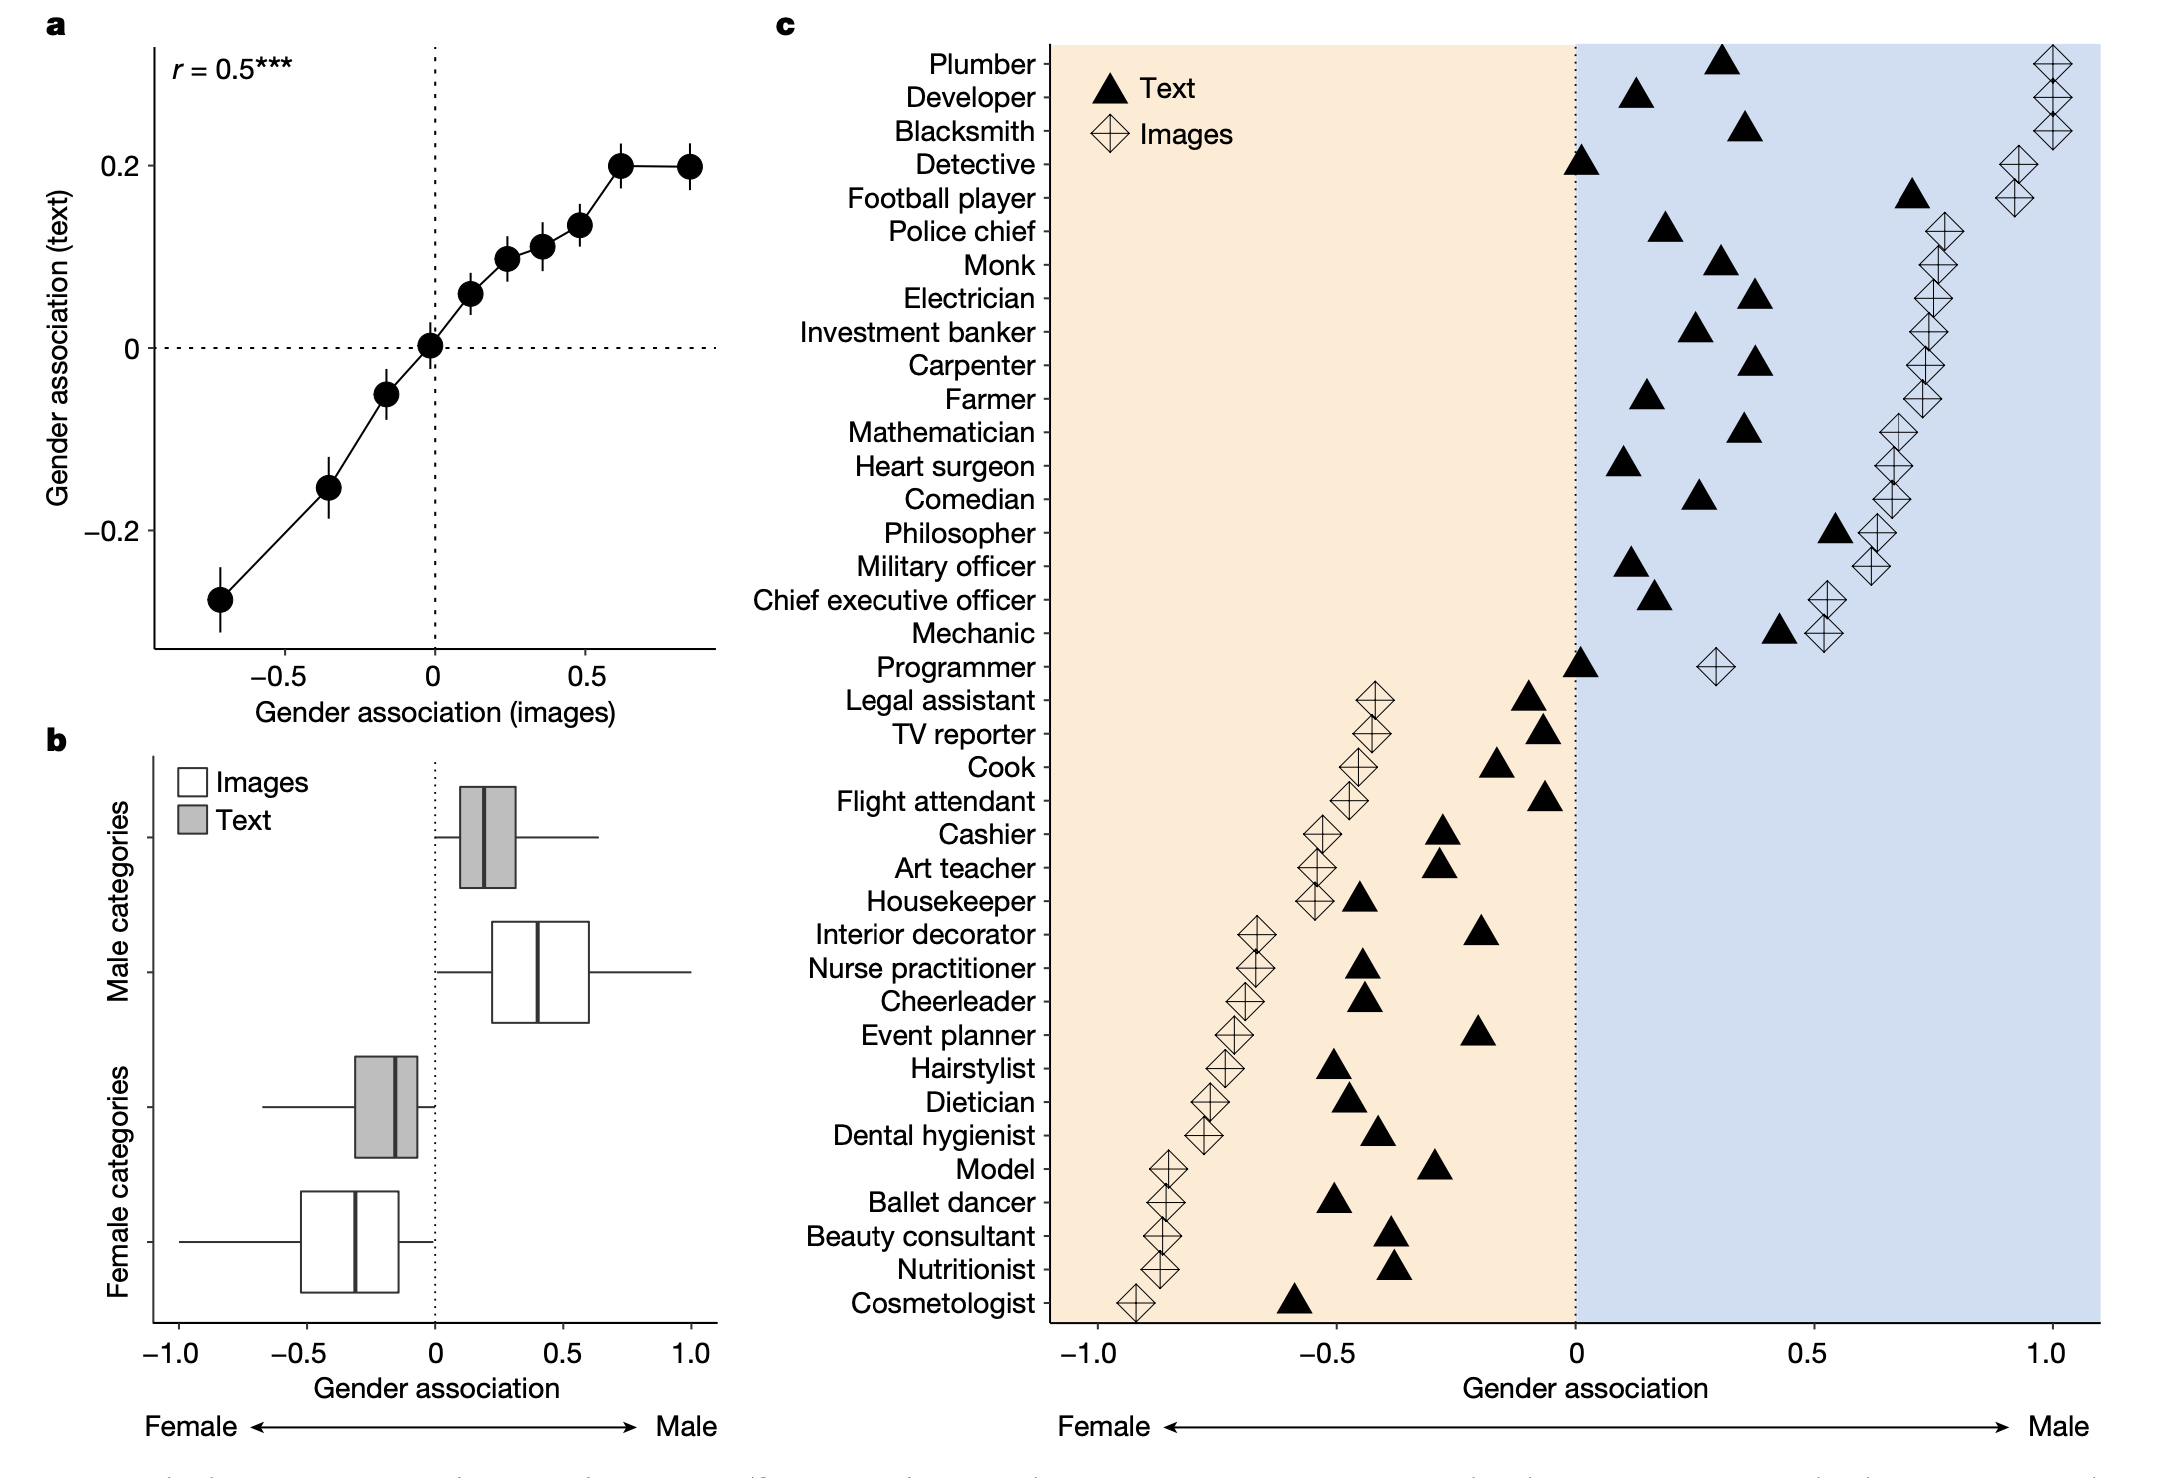 a
r = 0.5***
0.2
0
−0.2
Gender association (text)
−0.5
0
0.5
Gender association (images)
b
Images
Text
Male categories
Female categories
−1.0
−0.5
0
0.5
1.0
Gender association
Female
Male
c
Text
Images
Plumber
Developer
Blacksmith
Detective
Football player
Police chief
Monk
Electrician
Investment banker
Carpenter
Farmer
Mathematician
Heart surgeon
Comedian
Philosopher
Military officer
Chief executive officer
Mechanic
Programmer
Legal assistant
TV reporter
Cook
Flight attendant
Cashier
Art teacher
Housekeeper
Interior decorator
Nurse practitioner
Cheerleader
Event planner
Hairstylist
Dietician
Dental hygienist
Model
Ballet dancer
Beauty consultant
Nutritionist
Cosmetologist
−1.0
−0.5
0
0.5
1.0
Gender association
Female
Male